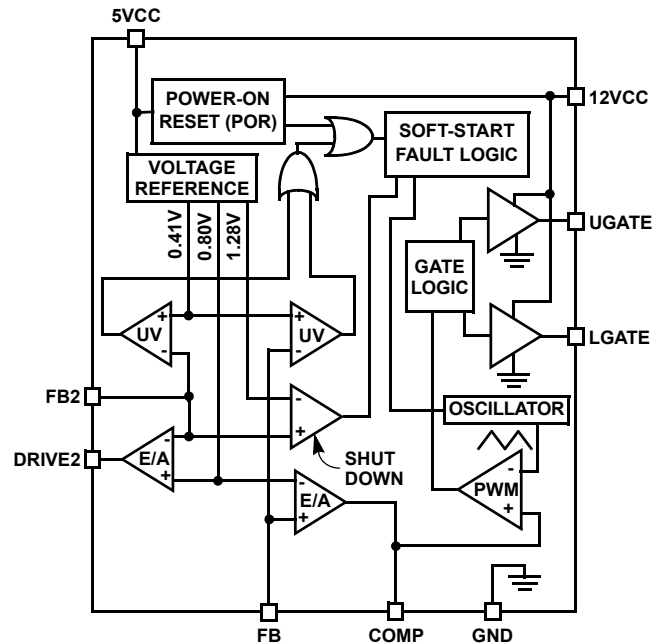 5VCC
POWER-ON
RESET (POR)
12VCC
SOFT-START
FAULT LOGIC
VOLTAGE
REFERENCE
0.41V
0.80V
1.28V
UGATE
GATE
LOGIC
+
UV
-
+
UV
-
LGATE
FB2
-
+
SHUT
DOWN
OSCILLATOR
DRIVE2
-
E/A
+
-
E/A
+
-
PWM
+
FB
COMP
GND